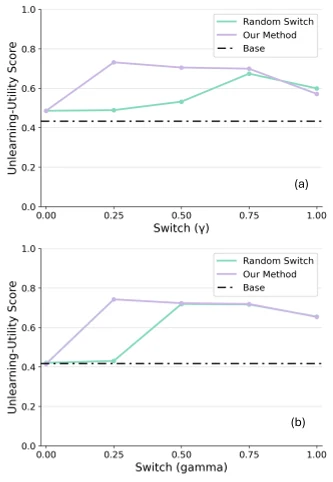 1.0
Random Switch
Our Method
Base
0.8
0.6
0.4
0.2
0.0
Unlearning-Utility Score
(a)
0.00 0.25 0.50 0.75 1.00
Switch (γ)
1.0
Random Switch
Our Method
Base
0.8
0.6
0.4
0.2
0.0
Unlearning-Utility Score
(b)
0.00 0.25 0.50 0.75 1.00
Switch (gamma)